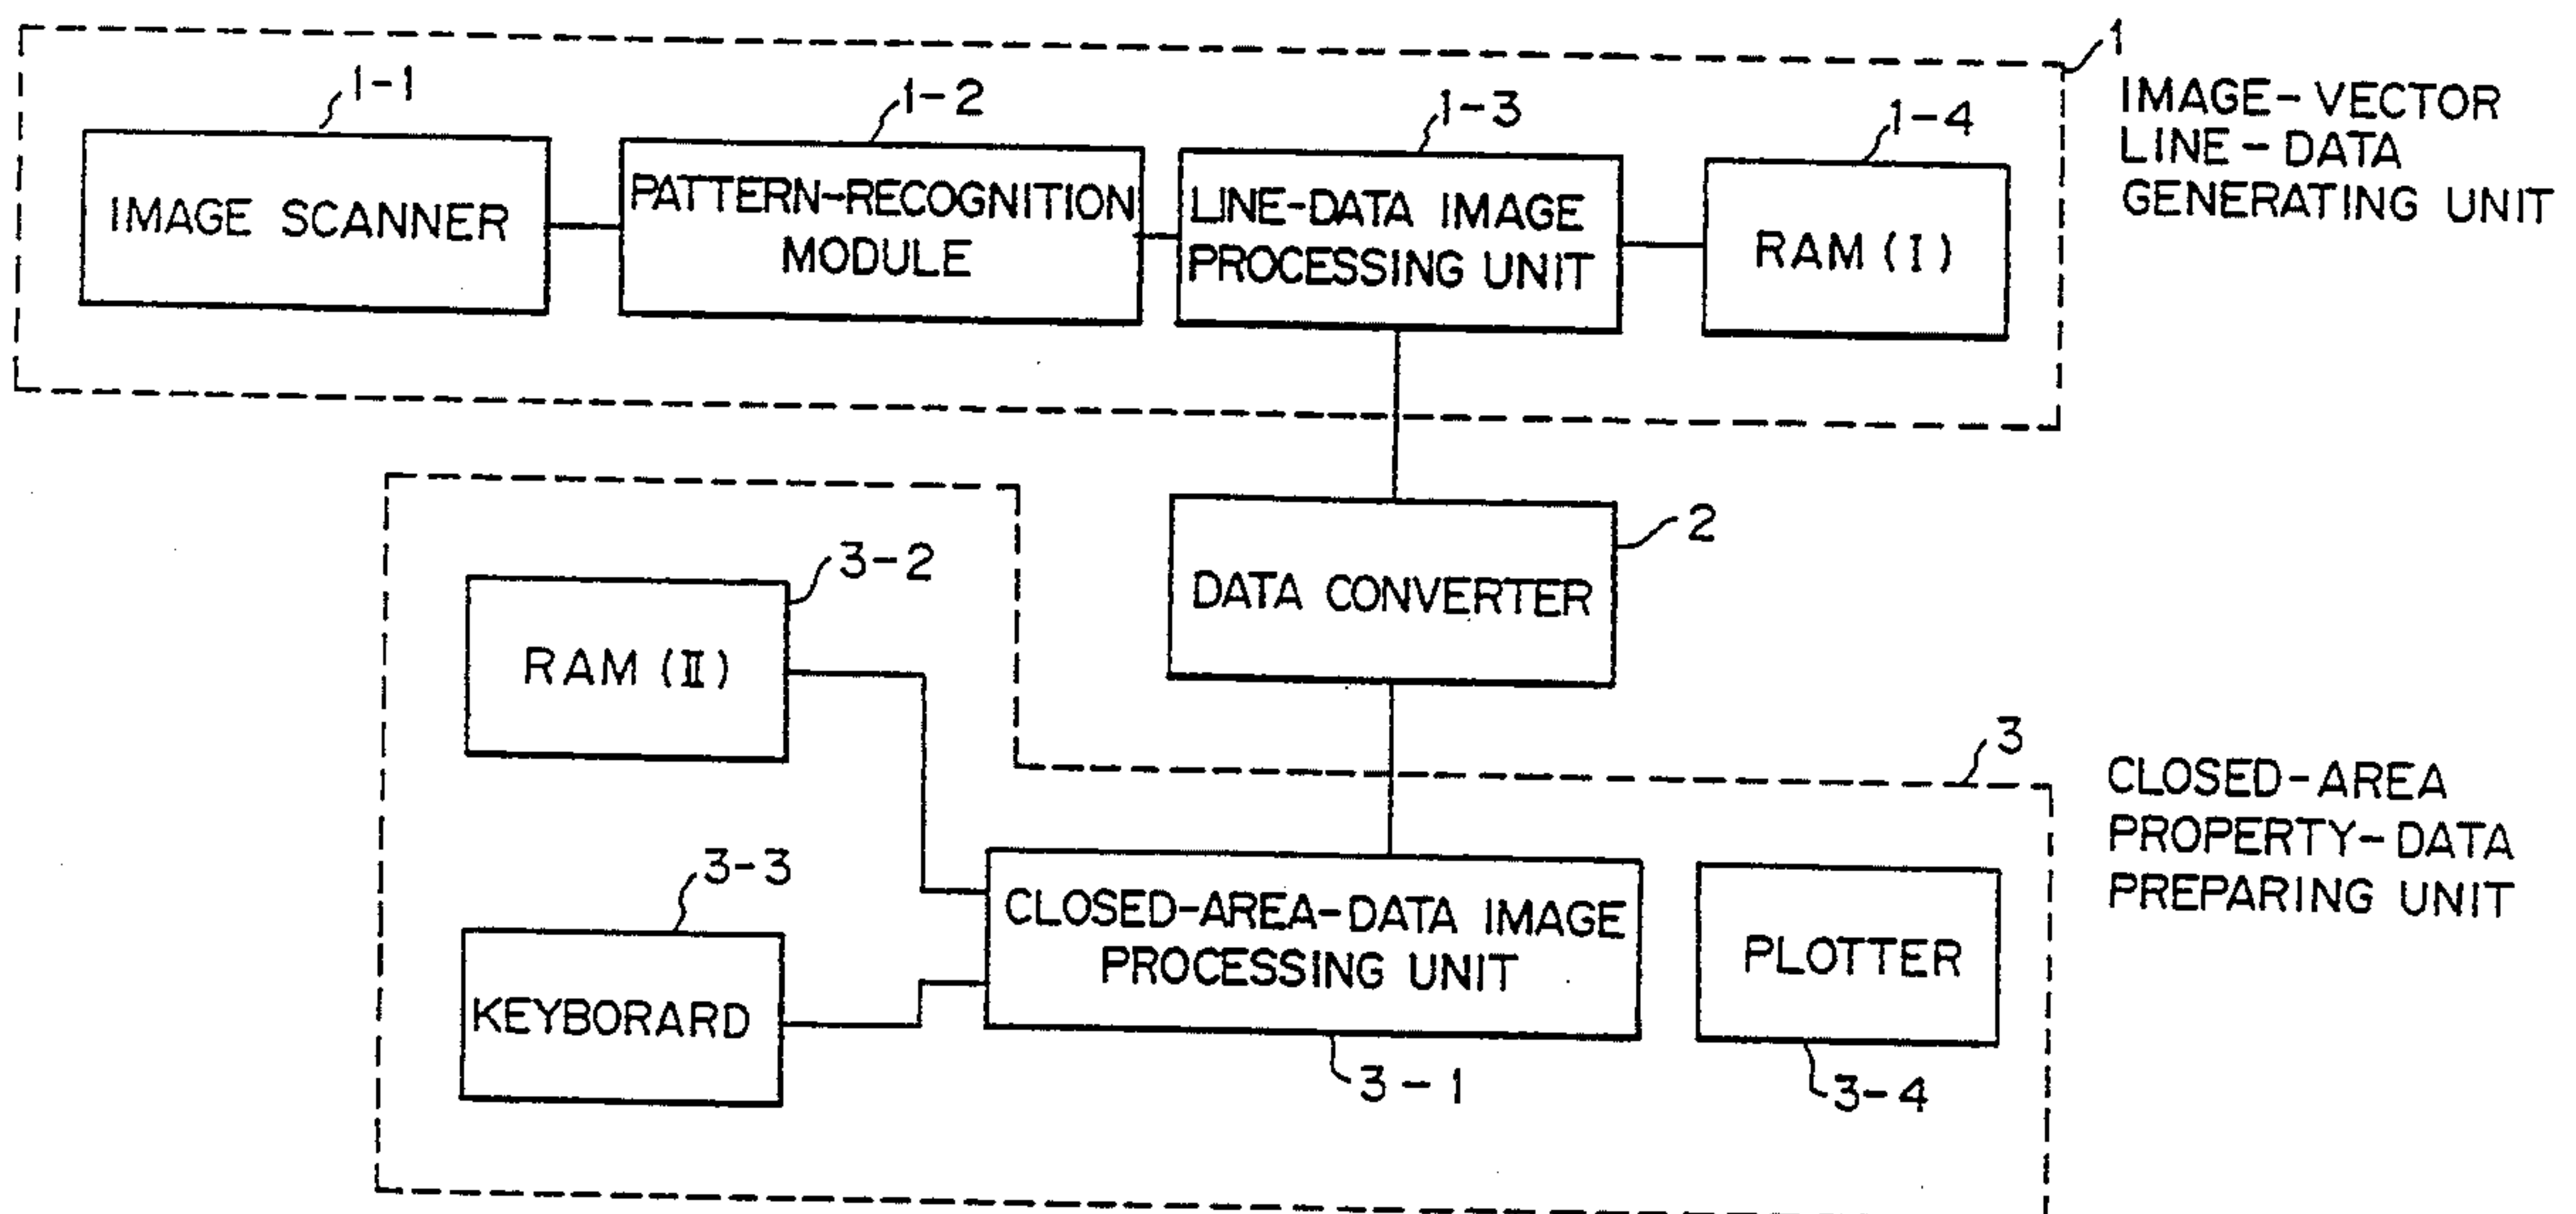 1
1-1
1-2
1-3
1-4
IMAGE-VECTOR
LINE-DATA
GENERATING UNIT
IMAGE SCANNER
PATTERN-RECOGNITION
MODULE
LINE-DATA IMAGE
PROCESSING UNIT
RAM (I)
2
DATA CONVERTER
3-2
RAM (II)
3
CLOSED-AREA
PROPERTY-DATA
PREPARING UNIT
3-3
KEYBORARD
CLOSED-AREA-DATA IMAGE
PROCESSING UNIT
PLOTTER
3-1
3-4